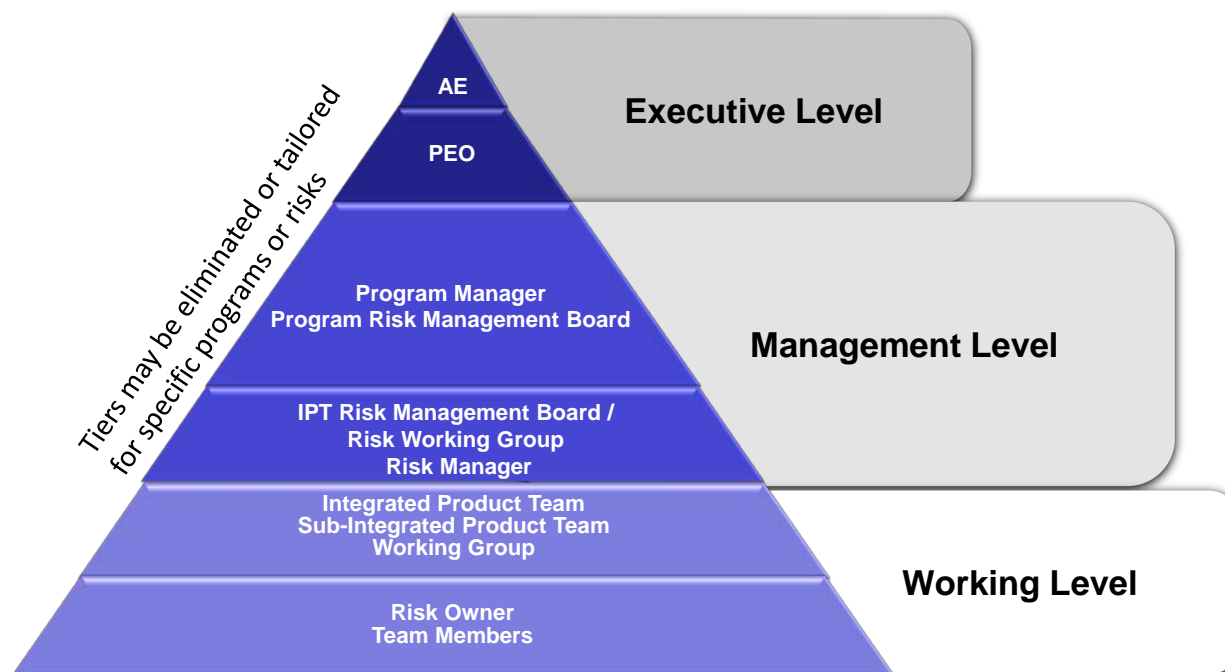 AE
Executive Level
PEO
Tiers may be eliminated or tailored
for specific programs or risks
Program Manager
Program Risk Management Board
Management Level
IPT Risk Management Board /
Risk Working Group
Risk Manager
Integrated Product Team
Sub-Integrated Product Team
Working Group
Working Level
Risk Owner
Team Members